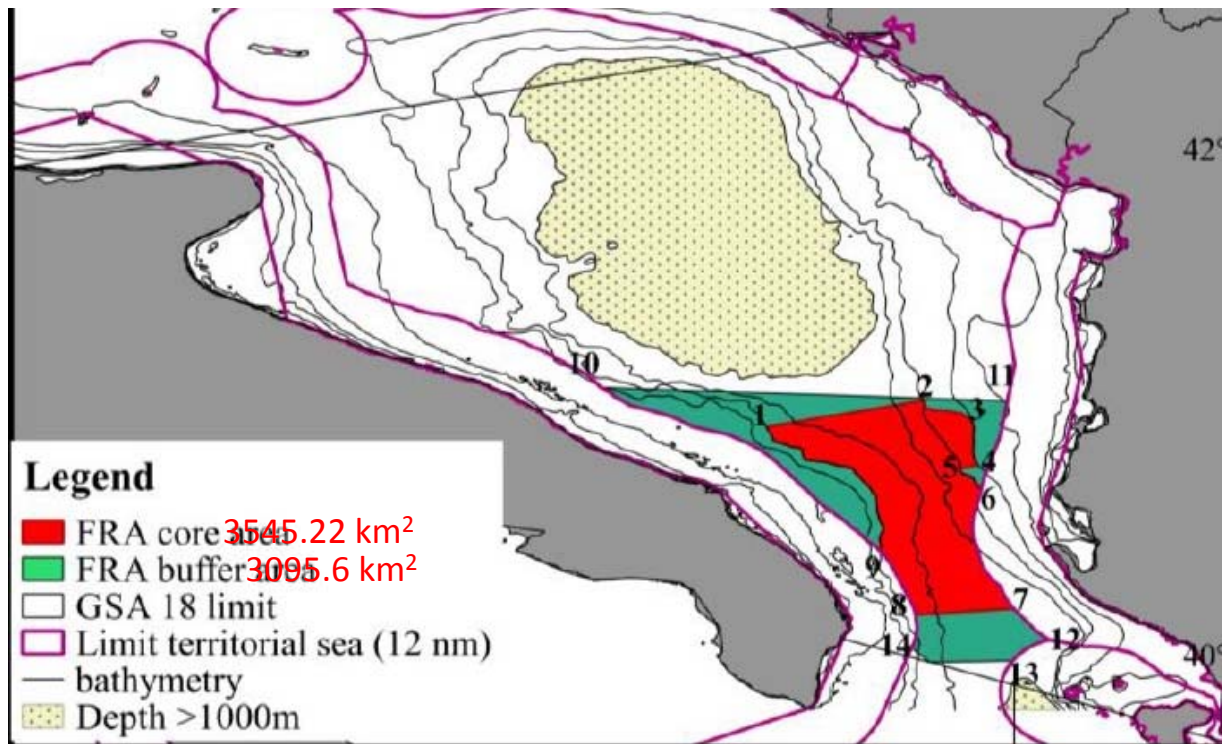 42°
10
2
11
1
3
5
4
6
9
7
8
14
12
13
40°
Legend
FRA core area 3545.22 km²
FRA buffer area 3095.6 km²
GSA 18 limit
Limit territorial sea (12 nm)
bathymetry
Depth >1000m